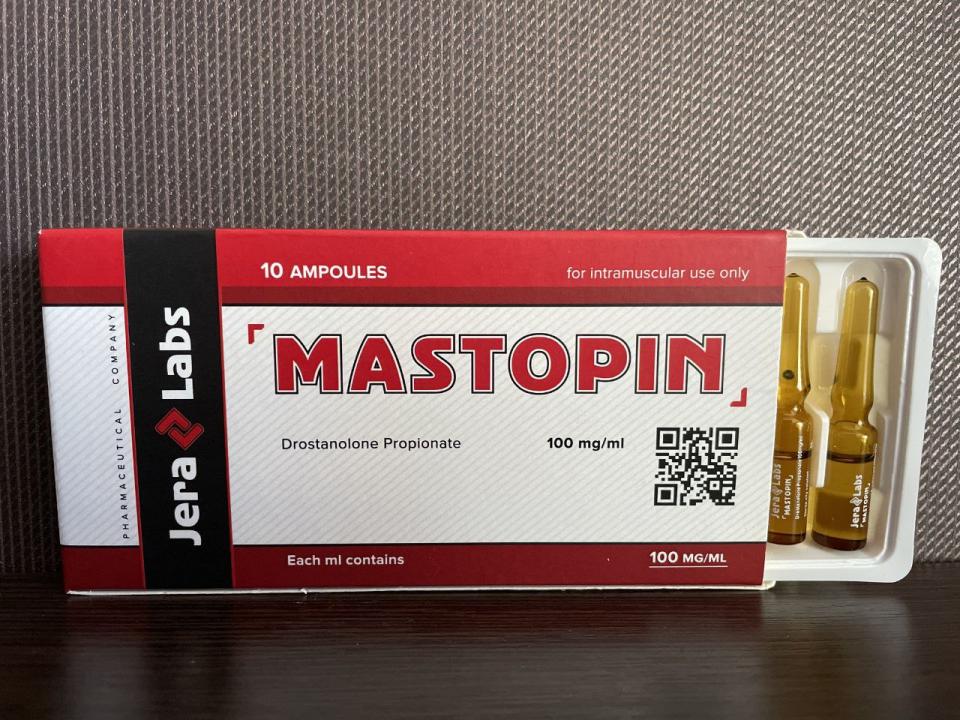 10 AMPOULES
for intramuscular use only
PHARMACEUTICAL COMPANY
Jera Labs
MASTOPIN
Drostanolone Propionate
100 mg/ml
Each ml contains
100 MG/ML
Jera Labs
MASTOPIN
Jera Labs
MASTOPIN